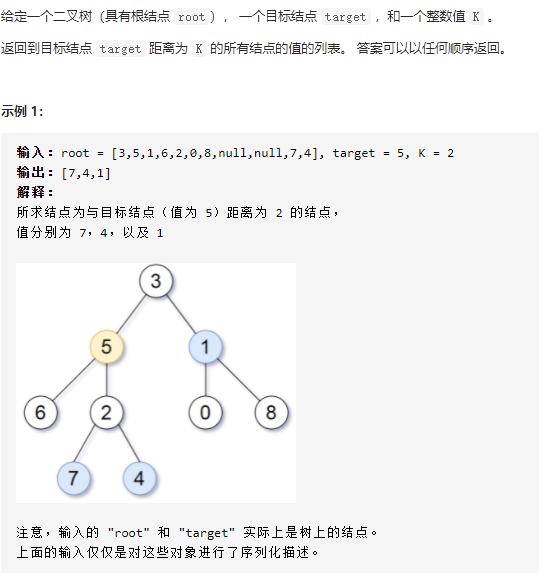 给定一个二叉树（具有根结点 root）， 一个目标结点 target ，和一个整数值 K 。
返回到目标结点 target 距离为 K 的所有结点的值的列表。 答案可以以任何顺序返回。
示例 1：
输入：root = [3,5,1,6,2,0,8,null,null,7,4], target = 5, K = 2
输出：[7,4,1]
解释：
所求结点为与目标结点（值为 5）距离为 2 的结点，
值分别为 7，4，以及 1
3
5 1
6 2 0 8
7 4
注意，输入的 "root" 和 "target" 实际上是树上的结点。
上面的输入仅仅是对这些对象进行了序列化描述。